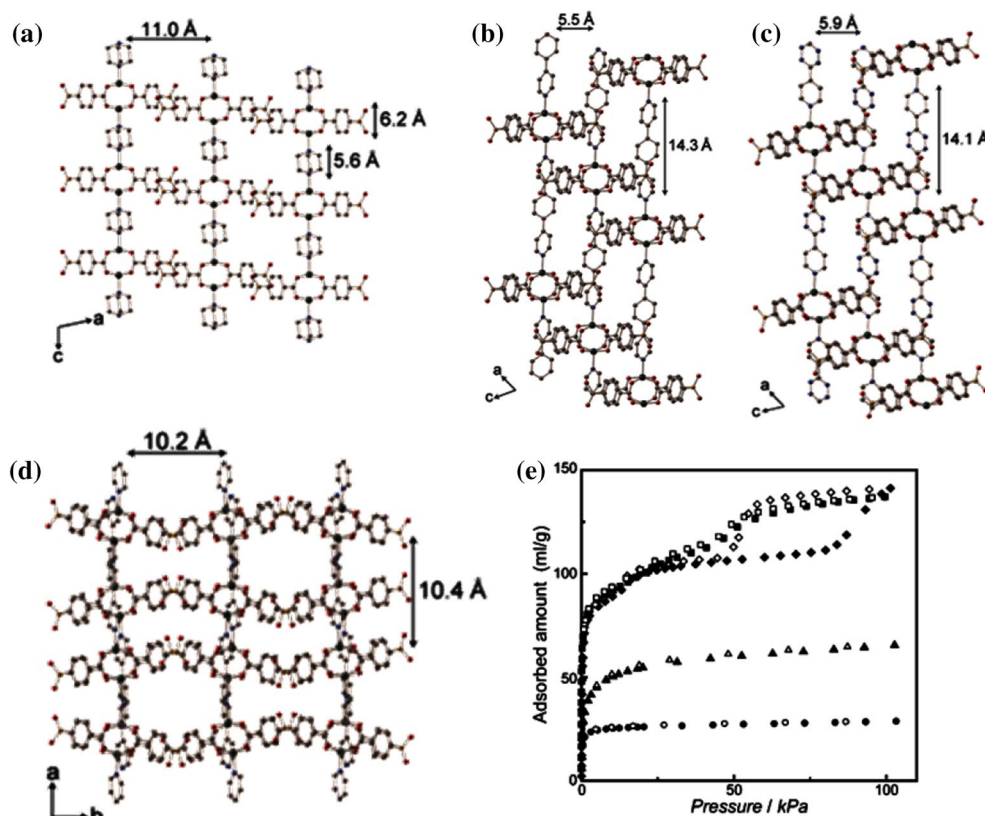 (a)
11.0 Å
6.2 Å
5.6 Å
a
c
(b)
5.5 Å
14.3 Å
a
c
(c)
5.9 Å
14.1 Å
a
c
(d)
10.2 Å
10.4 Å
a
b
(e)
150
100
50
0
0 50 100
Adsorbed amount (ml/g)
Pressure / kPa